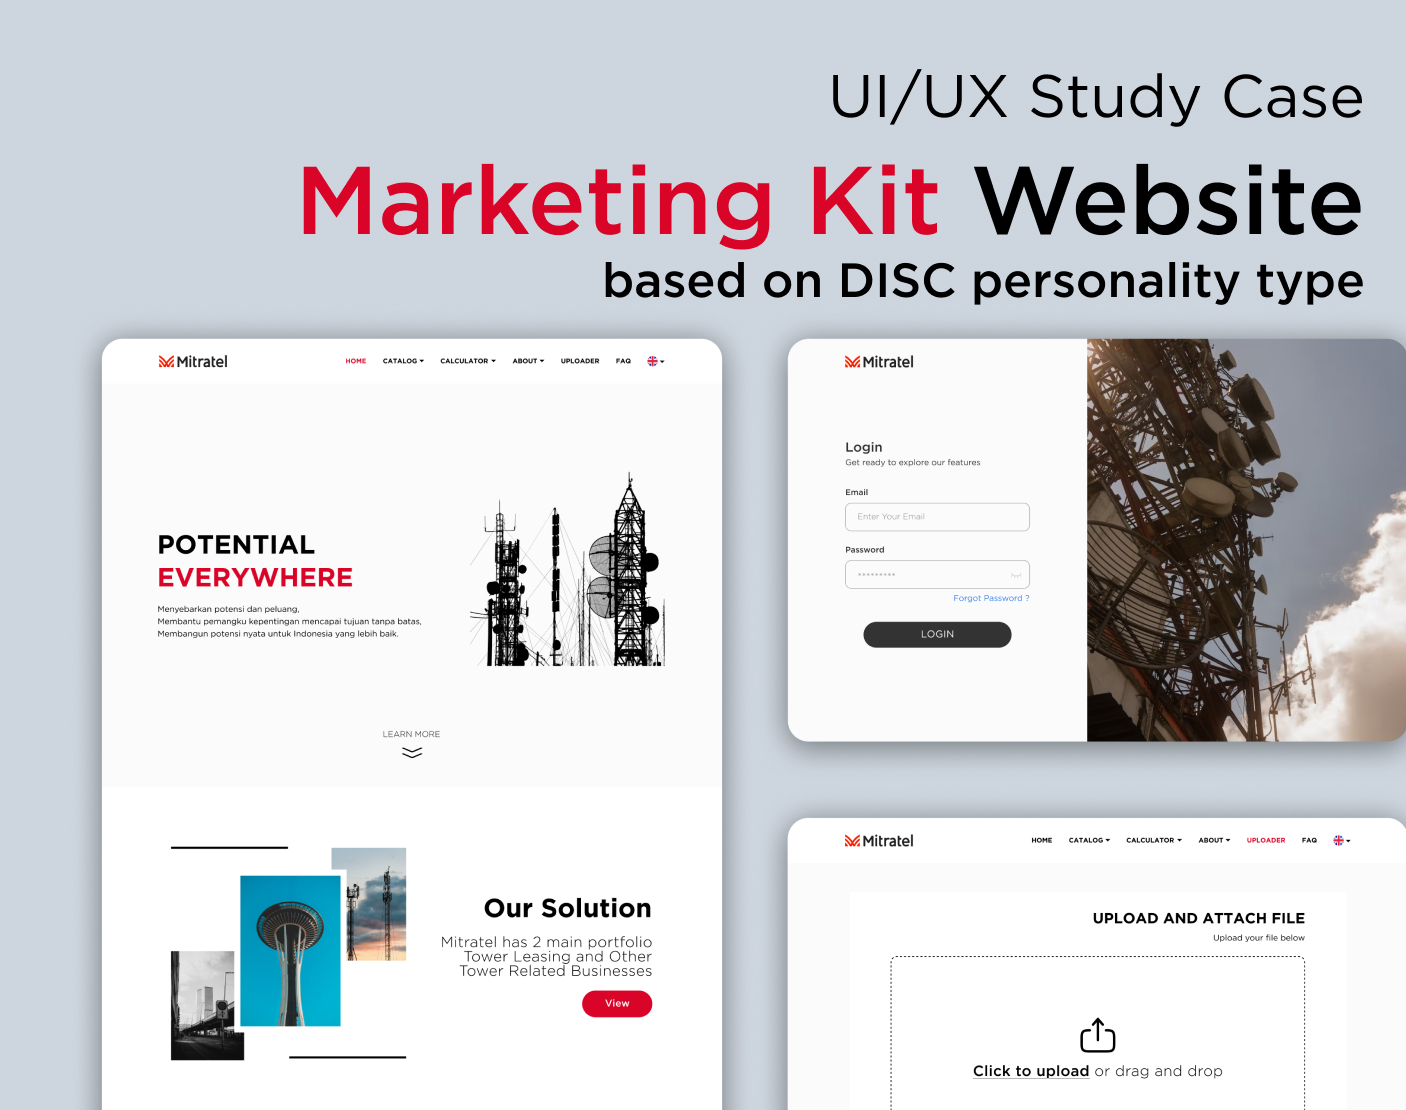 UI/UX Study Case
Marketing Kit Website
based on DISC personality type
Mitratel
HOME CATALOG CALCULATOR ABOUT UPLOADER FAQ
POTENTIAL
EVERYWHERE
Menyebarkan potensi dan peluang,
Membantu pemangku kepentingan mencapai tujuan tanpa batas,
Membangun potensi nyata untuk Indonesia yang lebih baik.
LEARN MORE
Our Solution
Mitratel has 2 main portfolio
Tower Leasing and Other
Tower Related Businesses
View
Mitratel
Login
Get ready to explore our features
Email
Enter Your Email
Password
*********
Forgot Password ?
LOGIN
Mitratel
HOME CATALOG CALCULATOR ABOUT UPLOADER FAQ
UPLOAD AND ATTACH FILE
Upload your file below
Click to upload or drag and drop